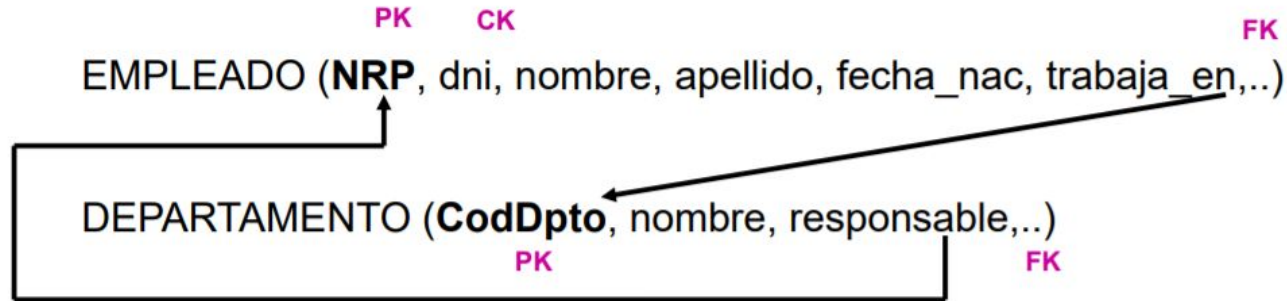 PK CK FK
EMPLEADO (NRP, dni, nombre, apellido, fecha_nac, trabaja_en,..)
DEPARTAMENTO (CodDpto, nombre, responsable,..)
PK FK